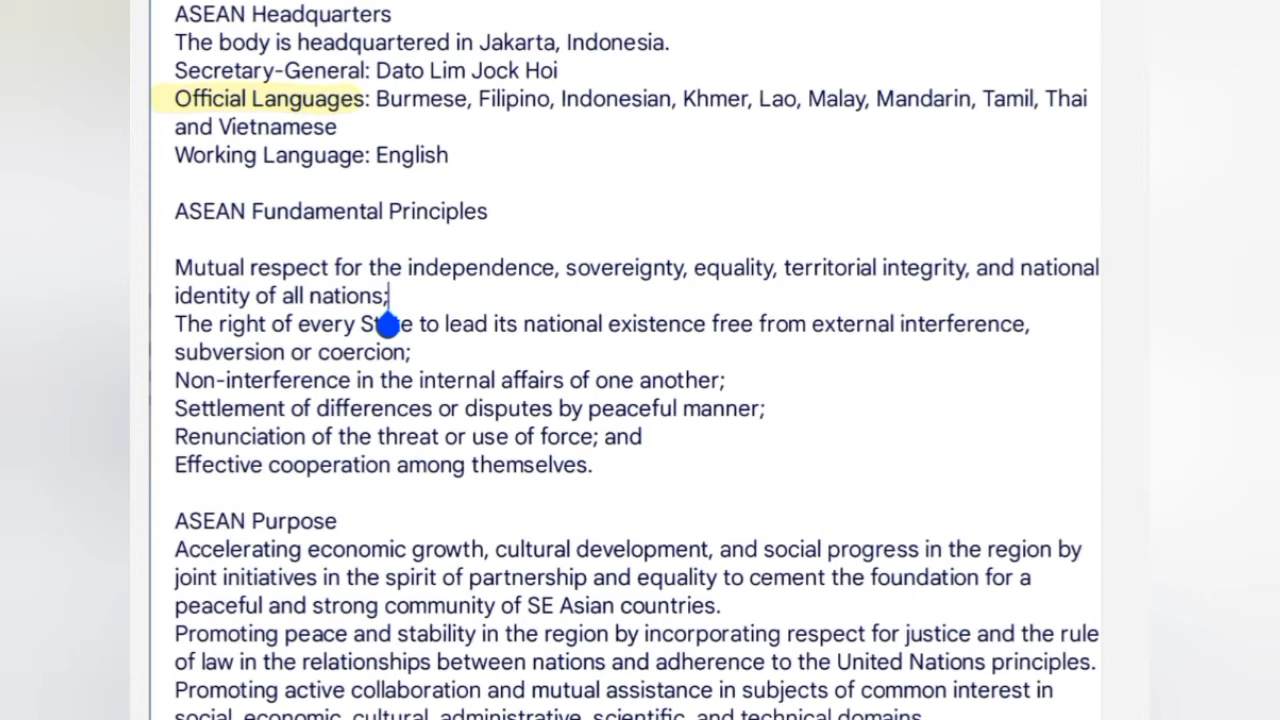 ASEAN Headquarters
The body is headquartered in Jakarta, Indonesia.
Secretary-General: Dato Lim Jock Hoi
Official Languages: Burmese, Filipino, Indonesian, Khmer, Lao, Malay, Mandarin, Tamil, Thai
and Vietnamese
Working Language: English
ASEAN Fundamental Principles
Mutual respect for the independence, sovereignty, equality, territorial integrity, and national
identity of all nations;
The right of every to lead its national existence free from external interference,
subversion or coercion;
Non-interference in the internal affairs of one another;
Settlement of differences or disputes by peaceful manner;
Renunciation of the threat or use of force; and
Effective cooperation among themselves.
ASEAN Purpose
Accelerating economic growth, cultural development, and social progress in the region by
joint initiatives in the spirit of partnership and equality to cement the foundation for a
peaceful and strong community of SE Asian countries.
Promoting peace and stability in the region by incorporating respect for justice and the rule
of law in the relationships between nations and adherence to the United Nations principles.
Promoting active collaboration and mutual assistance in subjects of common interest in
social, economic, cultural, administrative, scientific, and technical domains.